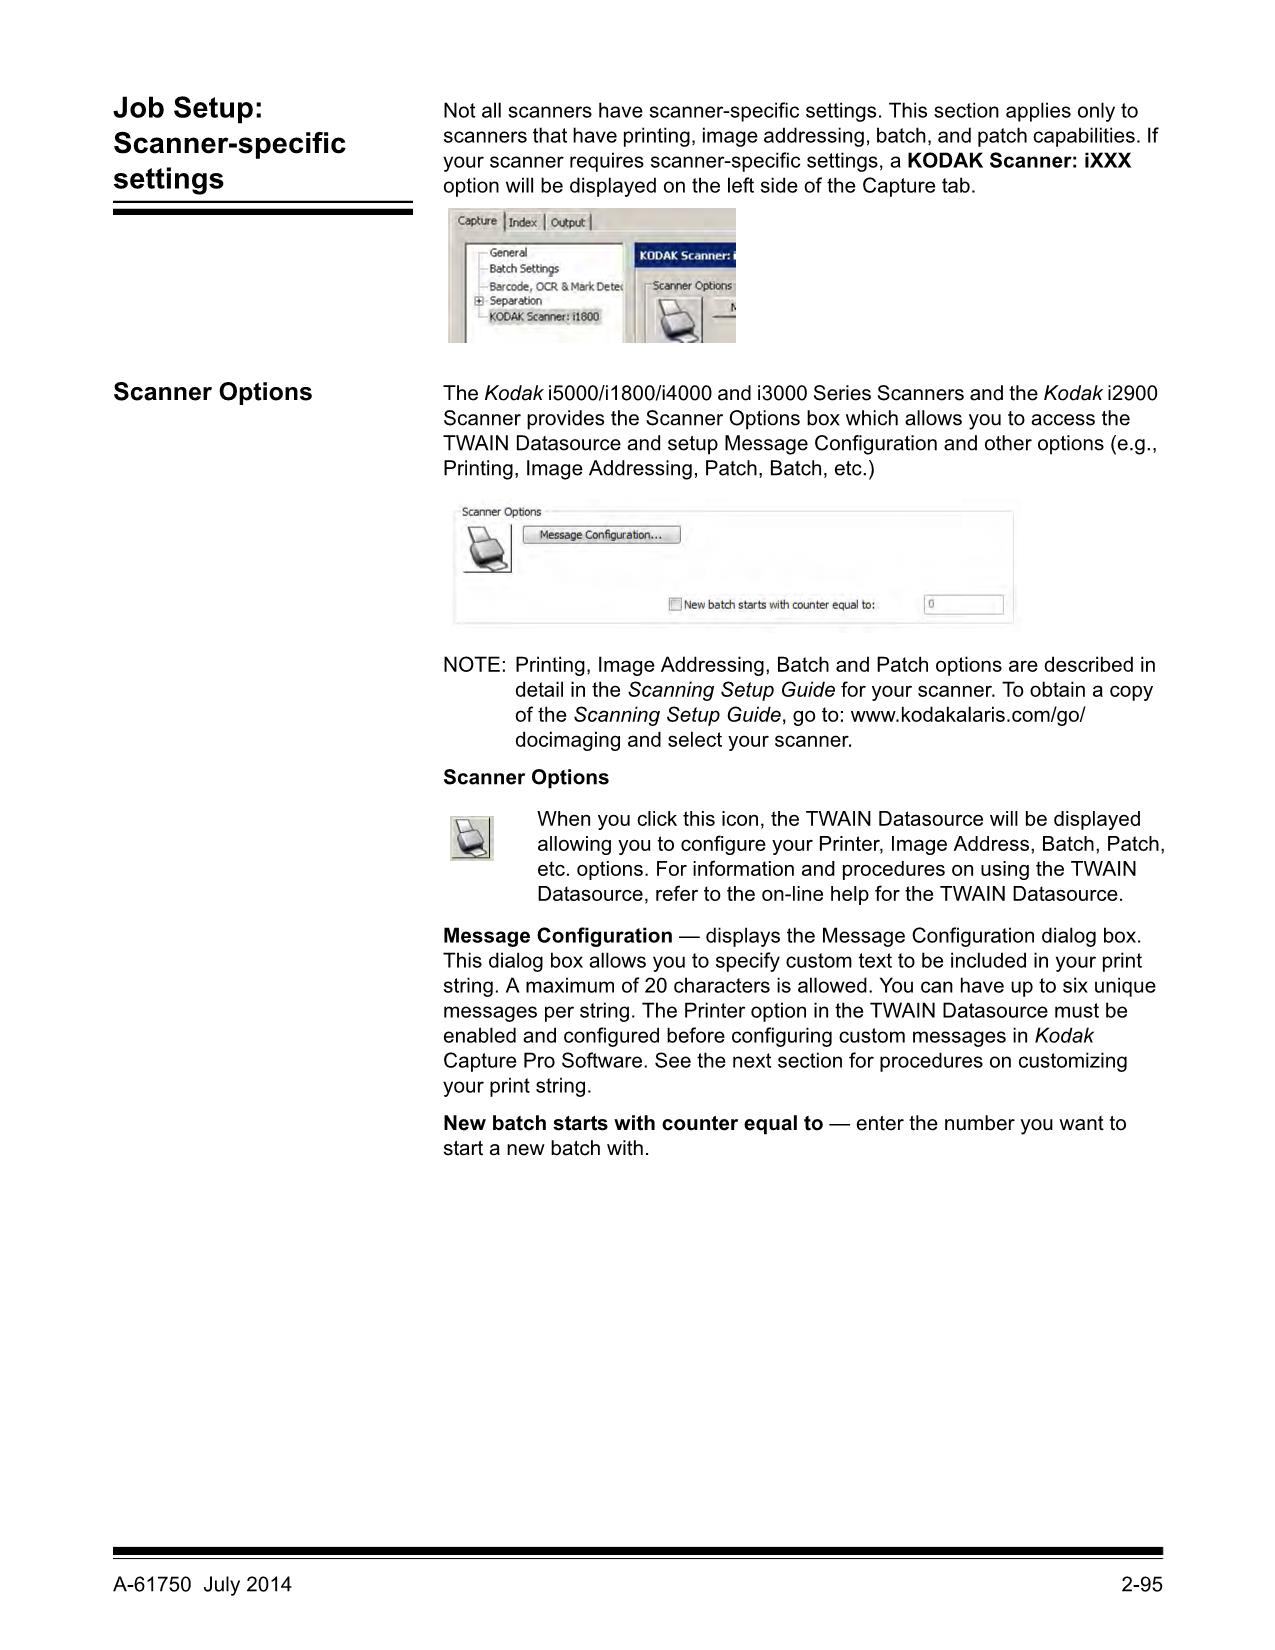 Job Setup:
Scanner-specific
settings
Not all scanners have scanner-specific settings. This section applies only to
scanners that have printing, image addressing, batch, and patch capabilities. If
your scanner requires scanner-specific settings, a KODAK Scanner: iXXX
option will be displayed on the left side of the Capture tab.
Capture Index Output
General
Batch Settings
Barcode, OCR & Mark Detec
Separation
KODAK Scanner: i1800
KODAK Scanner: i
Scanner Options
Scanner Options
The Kodak i5000/i1800/i4000 and i3000 Series Scanners and the Kodak i2900
Scanner provides the Scanner Options box which allows you to access the
TWAIN Datasource and setup Message Configuration and other options (e.g.,
Printing, Image Addressing, Patch, Batch, etc.)
Scanner Options
Message Configuration...
New batch starts with counter equal to: 0
NOTE: Printing, Image Addressing, Batch and Patch options are described in
detail in the Scanning Setup Guide for your scanner. To obtain a copy
of the Scanning Setup Guide, go to: www.kodakalaris.com/go/
docimaging and select your scanner.
Scanner Options
When you click this icon, the TWAIN Datasource will be displayed
allowing you to configure your Printer, Image Address, Batch, Patch,
etc. options. For information and procedures on using the TWAIN
Datasource, refer to the on-line help for the TWAIN Datasource.
Message Configuration — displays the Message Configuration dialog box.
This dialog box allows you to specify custom text to be included in your print
string. A maximum of 20 characters is allowed. You can have up to six unique
messages per string. The Printer option in the TWAIN Datasource must be
enabled and configured before configuring custom messages in Kodak
Capture Pro Software. See the next section for procedures on customizing
your print string.
New batch starts with counter equal to — enter the number you want to
start a new batch with.
A-61750 July 2014 2-95